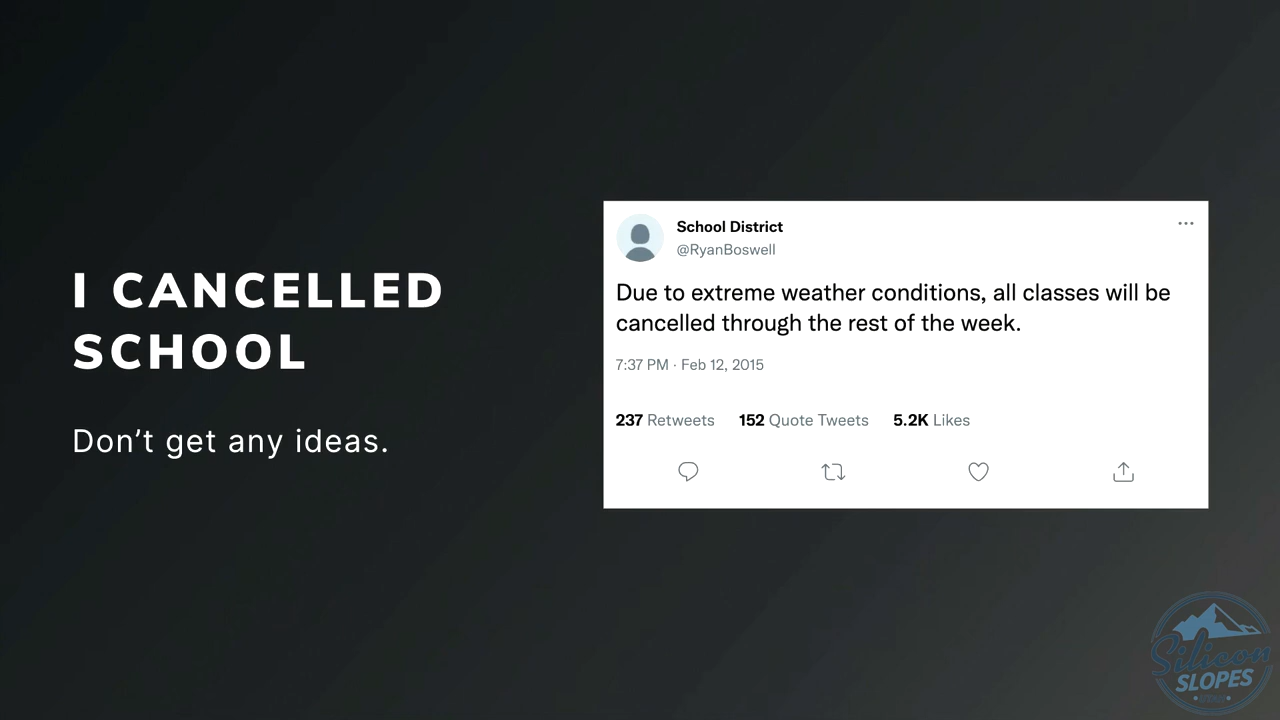 I CANCELLED
SCHOOL
Don’t get any ideas.
School District
@RyanBoswell
Due to extreme weather conditions, all classes will be
cancelled through the rest of the week.
7:37 PM · Feb 12, 2015
237 Retweets 152 Quote Tweets 5.2K Likes
Silicon
SLOPES